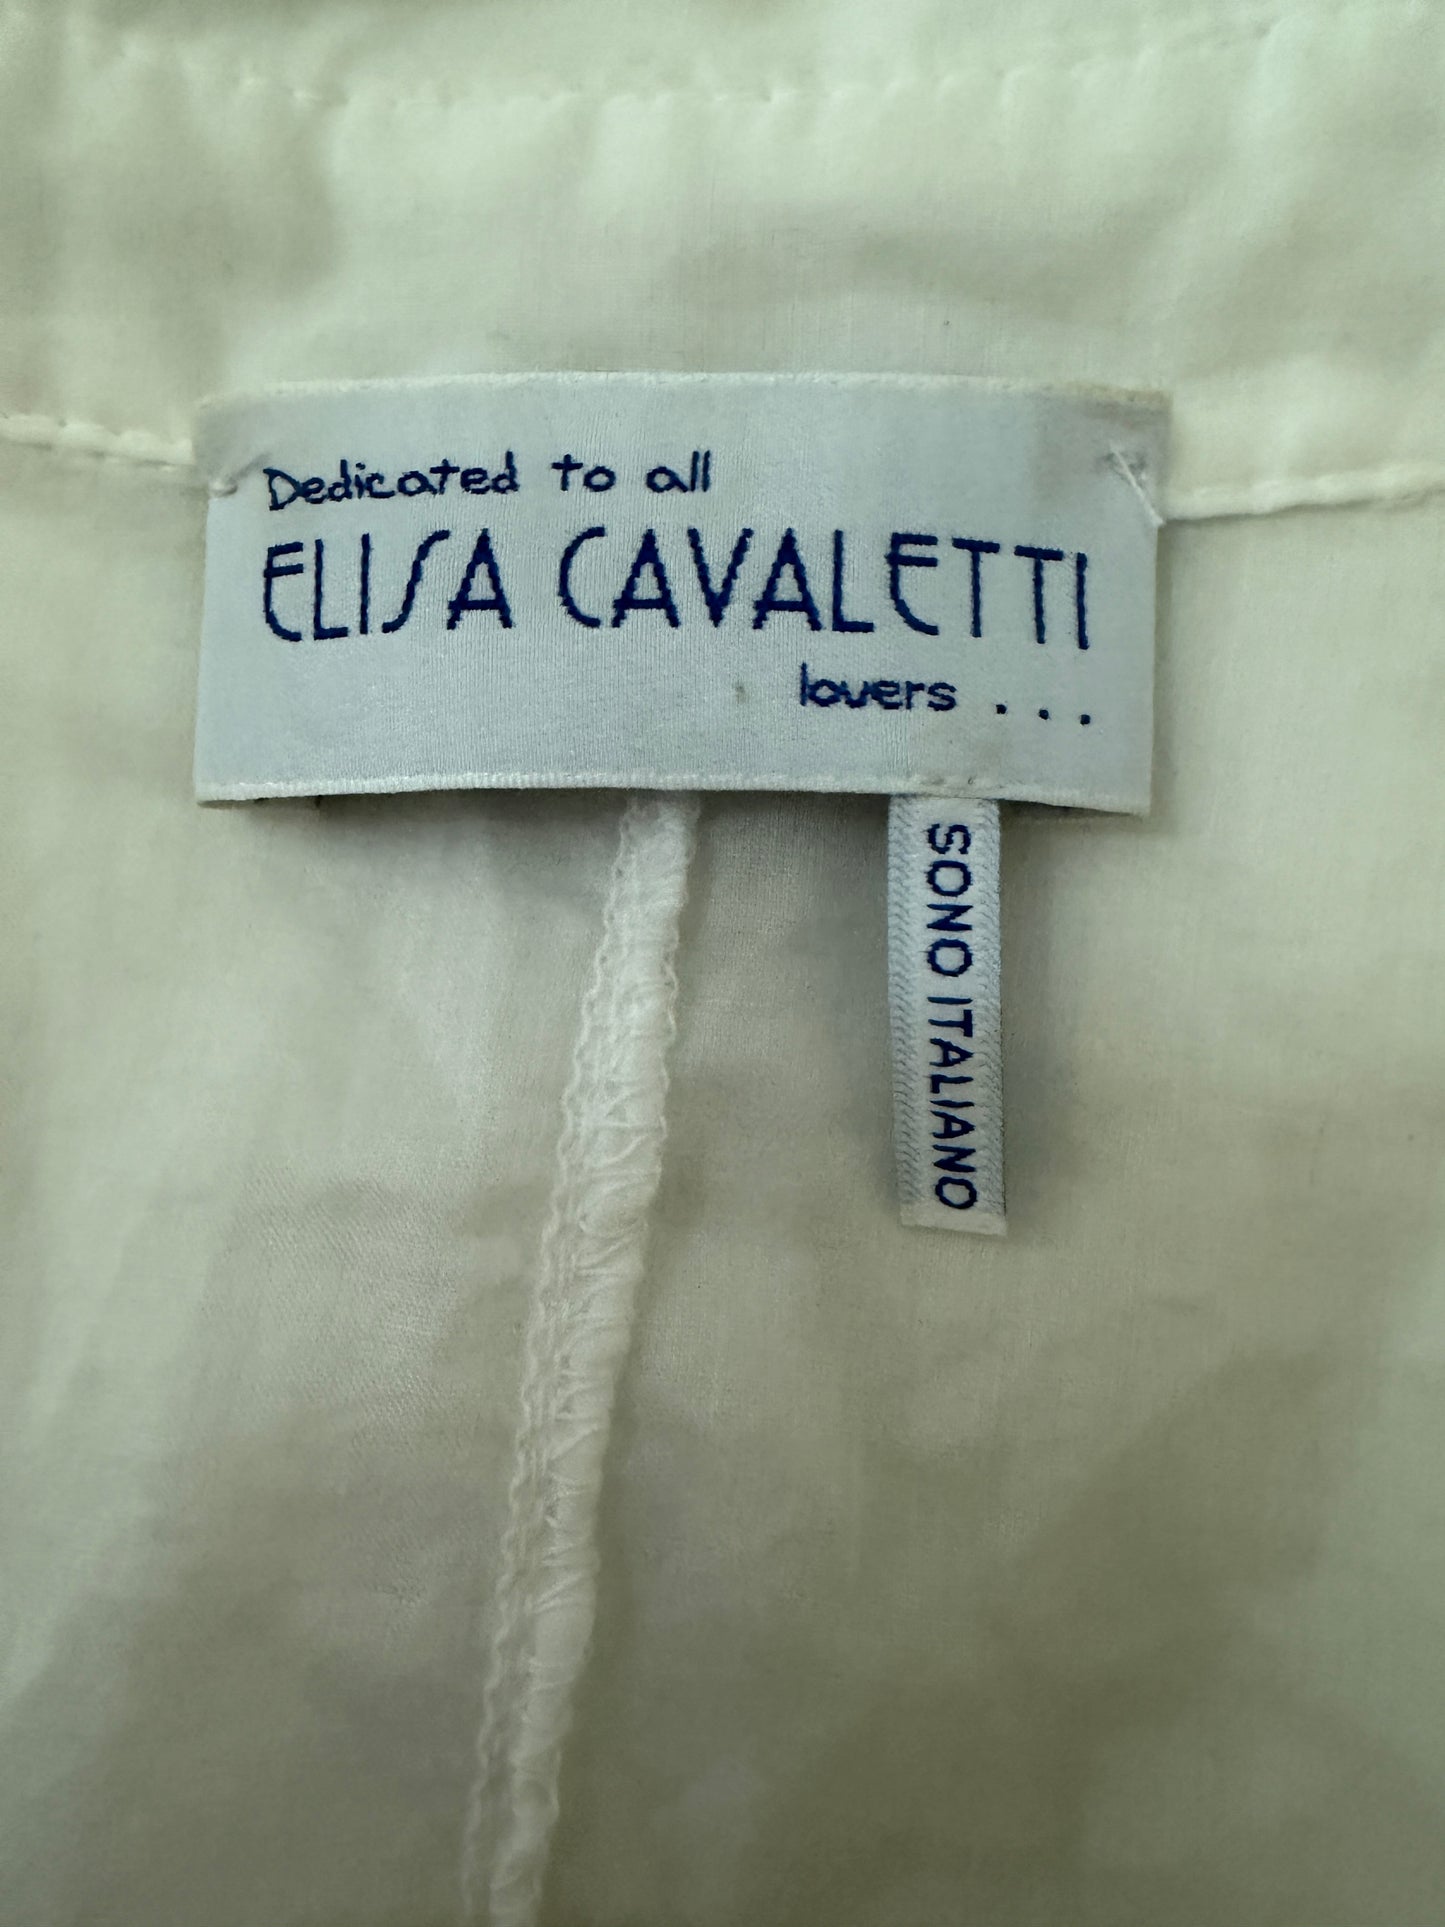 Dedicated to all
ELISA CAVALETTI
lovers . . .
SONO ITALIANO